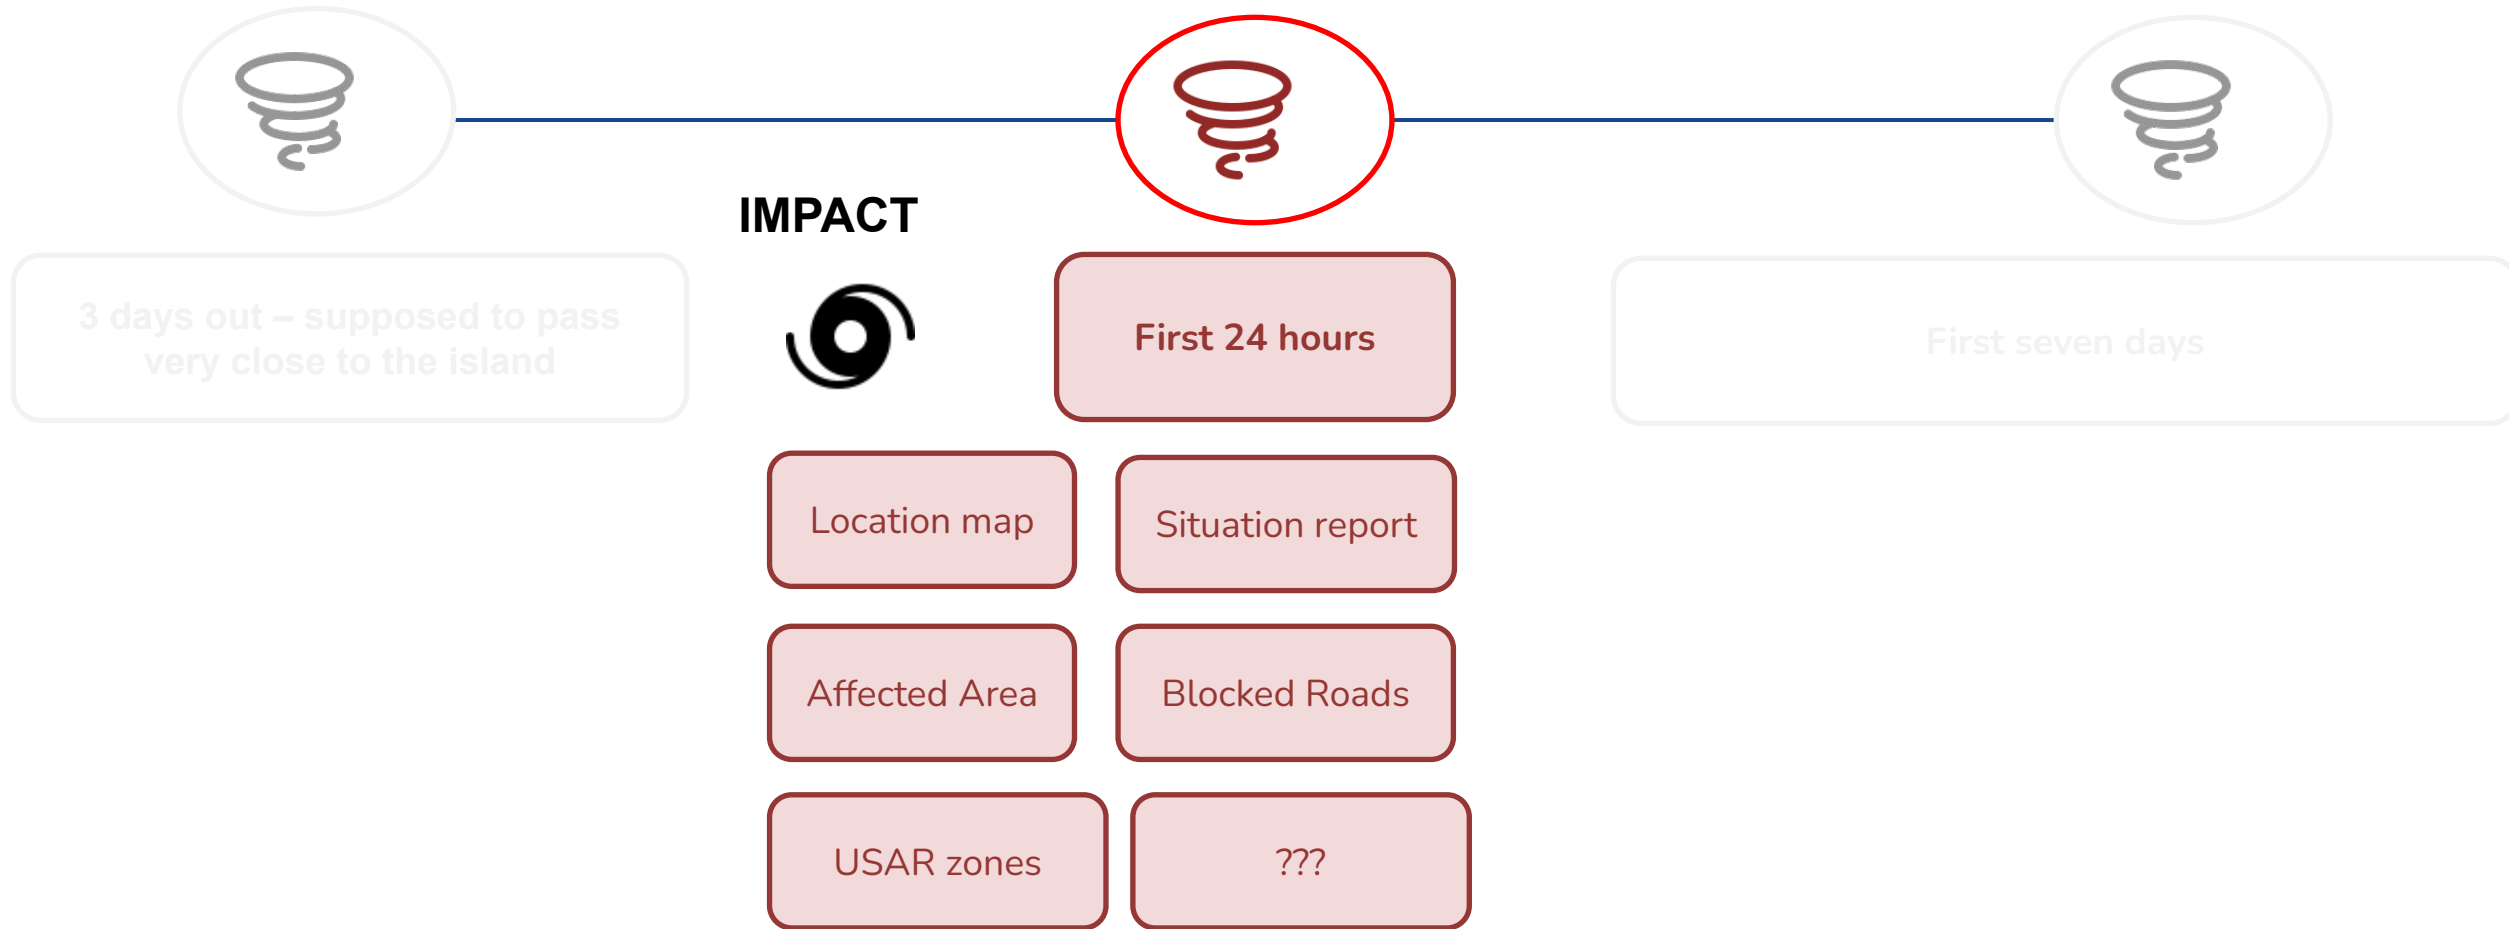 IMPACT
3 days out – supposed to pass
very close to the island
First 24 hours
First seven days
Location map
Situation report
Affected Area
Blocked Roads
USAR zones
???